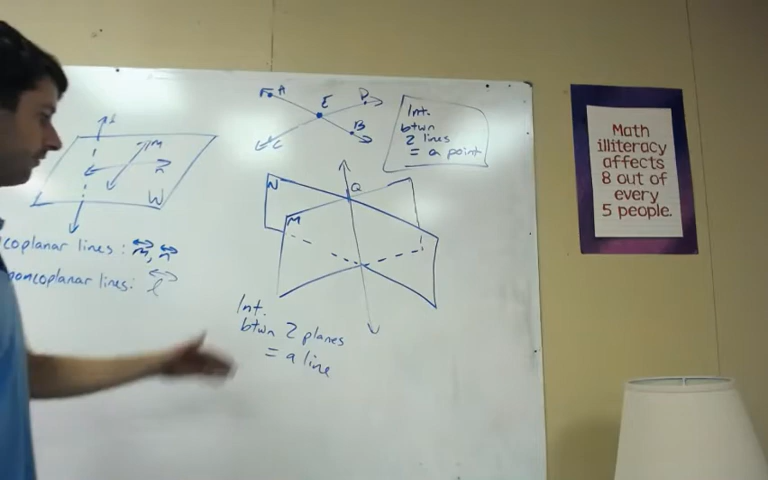 l
m
n
W
coplanar lines: m, n
noncoplanar lines: l
A
E
D
B
C
Int.
btwn
2 lines
= a point
N
Q
M
Int.
btwn 2 planes
= a line
Math
illiteracy
affects
8 out of
every
5 people.